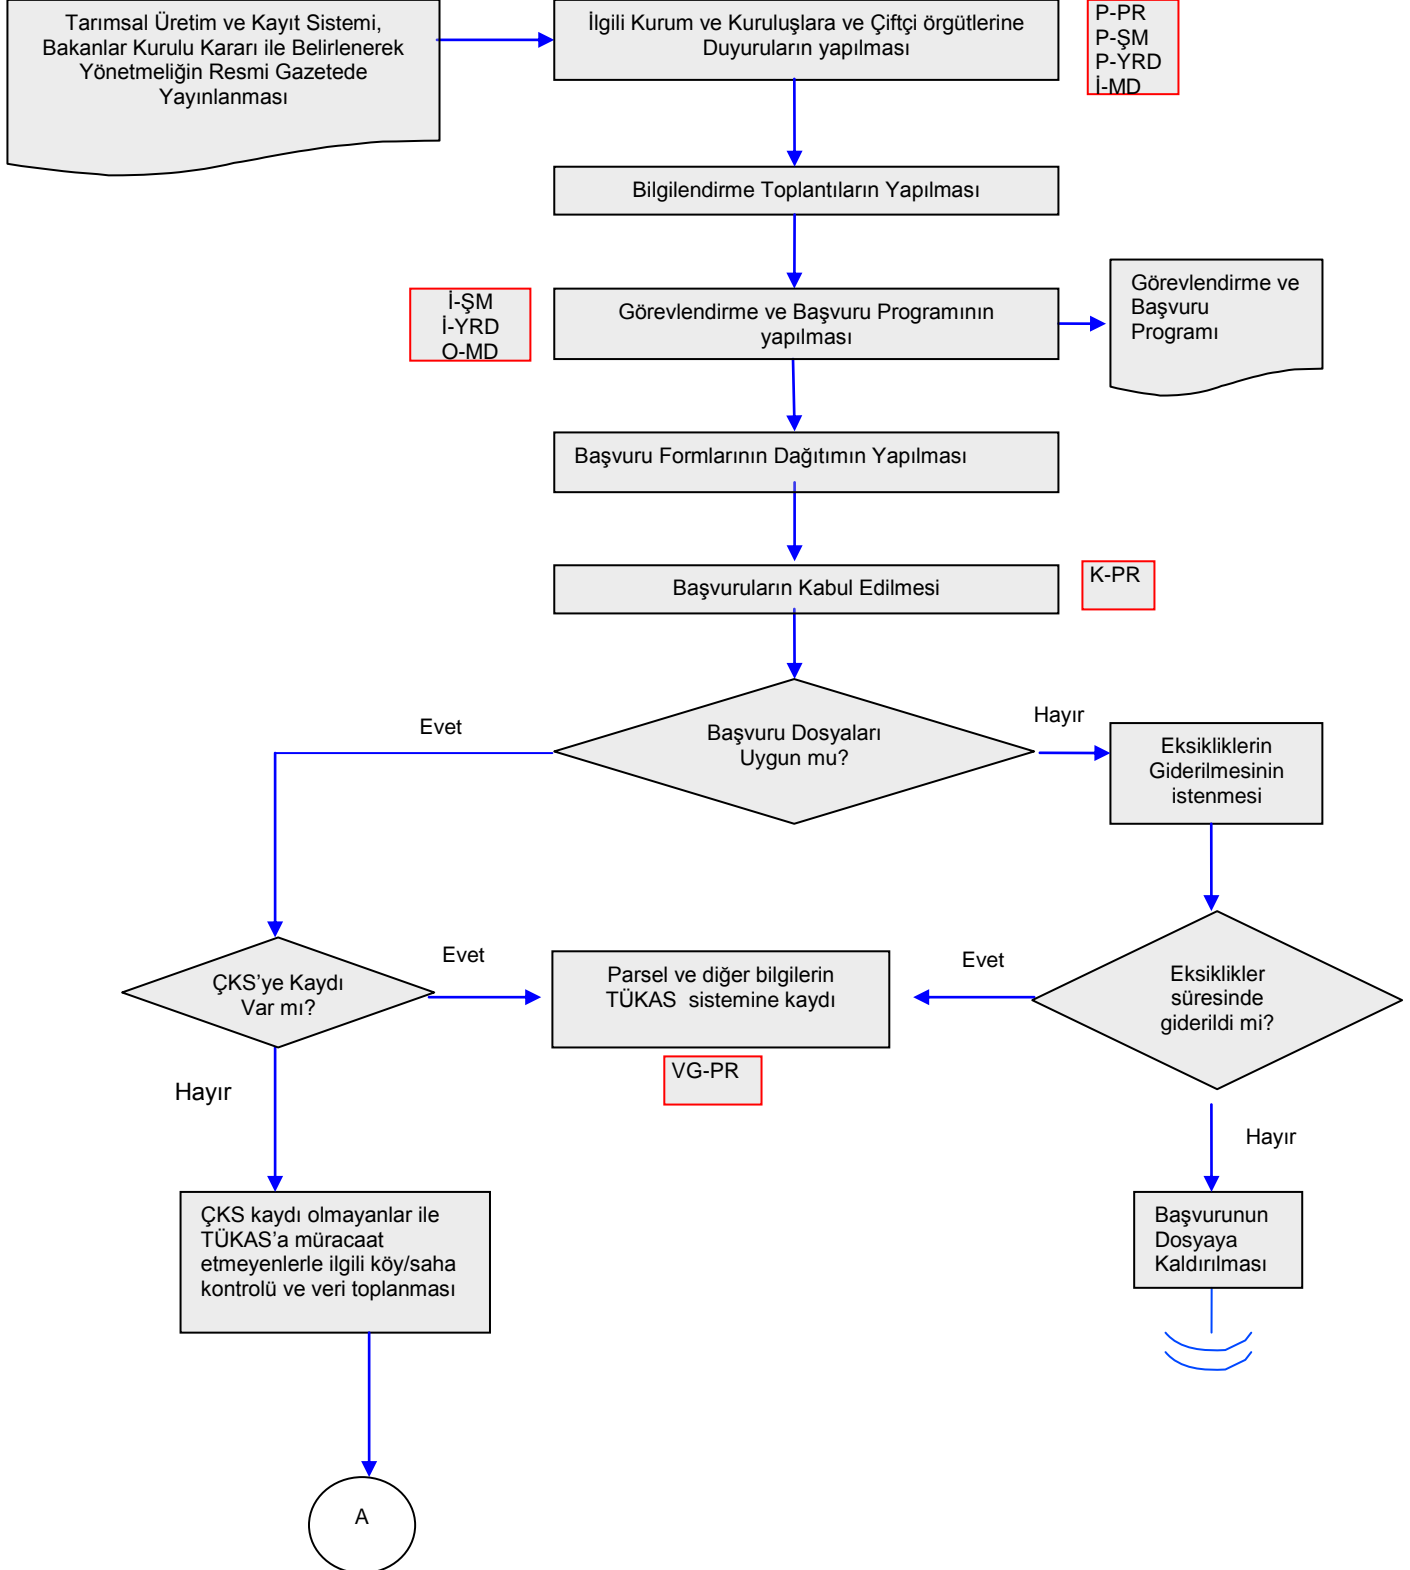 Tarımsal Üretim ve Kayıt Sistemi,
Bakanlar Kurulu Kararı ile Belirlenerek
Yönetmeliğin Resmi Gazetede
Yayınlanması
İlgili Kurum ve Kuruluşlara ve Çiftçi örgütlerine
Duyuruların yapılması
P-PR
P-ŞM
P-YRD
İ-MD
Bilgilendirme Toplantıların Yapılması
İ-ŞM
İ-YRD
O-MD
Görevlendirme ve Başvuru Programının
yapılması
Görevlendirme ve
Başvuru
Programı
Başvuru Formlarının Dağıtımın Yapılması
Başvuruların Kabul Edilmesi
K-PR
Evet
Başvuru Dosyaları
Uygun mu?
Hayır
Eksikliklerin
Giderilmesinin
istenmesi
ÇKS’ye Kaydı
Var mı?
Evet
Parsel ve diğer bilgilerin
TÜKAS sistemine kaydı
VG-PR
Evet
Eksiklikler
süresinde
giderildi mi?
Hayır
Hayır
ÇKS kaydı olmayanlar ile
TÜKAS’a müracaat
etmeyenlerle ilgili köy/saha
kontrolü ve veri toplanması
Başvurunun
Dosyaya
Kaldırılması
A